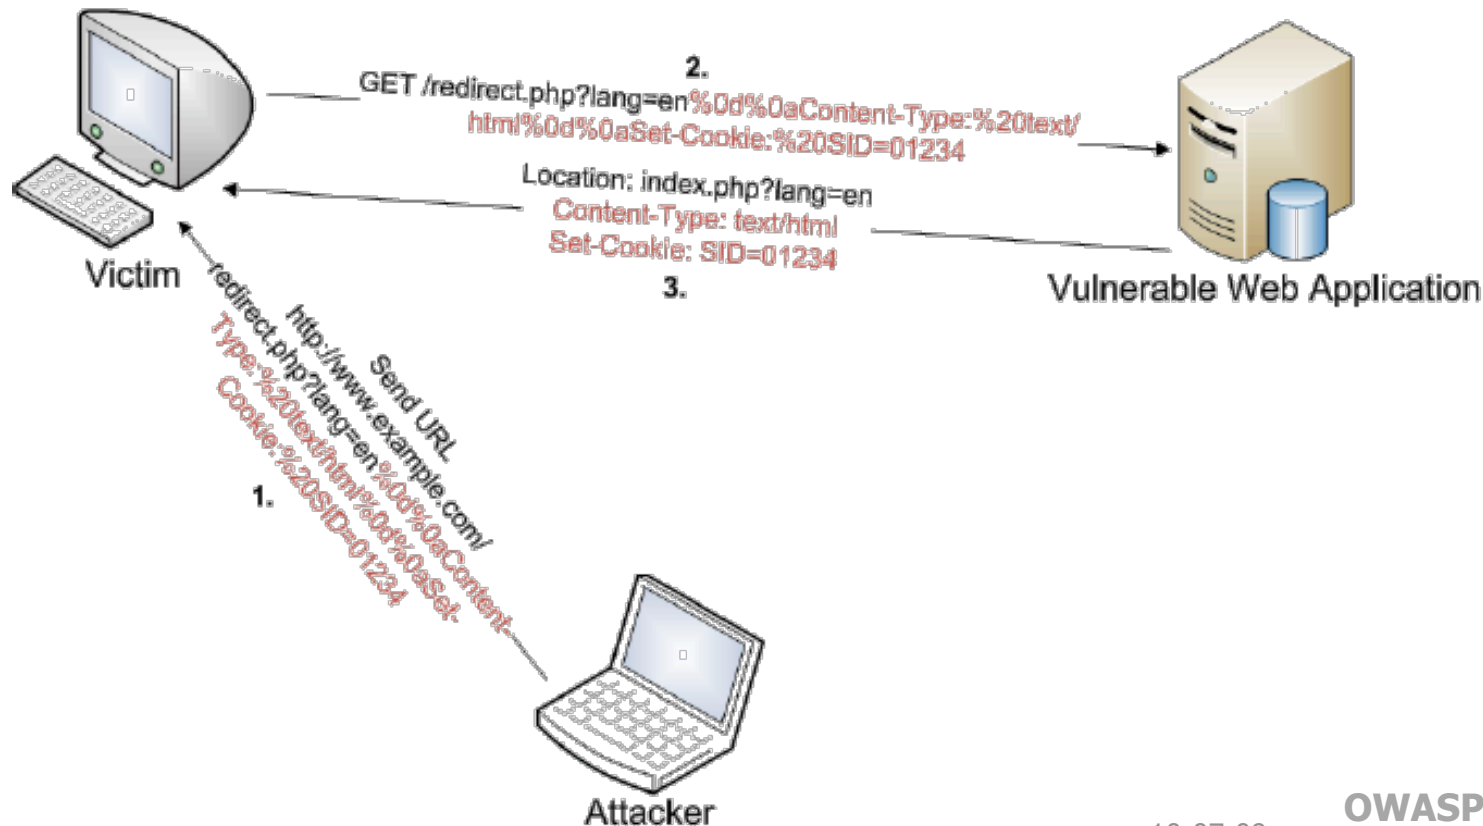 2.
GET /redirect.php?lang=en%0d%0aContent-Type:%20text/
html%0d%0aSet-Cookie:%20SID=01234
Location: index.php?lang=en
Content-Type: text/html
Set-Cookie: SID=01234
3.
Victim
Vulnerable Web Application
Send URL
http://www.example.com/
redirect.php?lang=en%0d%0aContent-
Type:%20text/html%0d%0aSet-
Cookie:%20SID=01234
1.
Attacker
OWASP